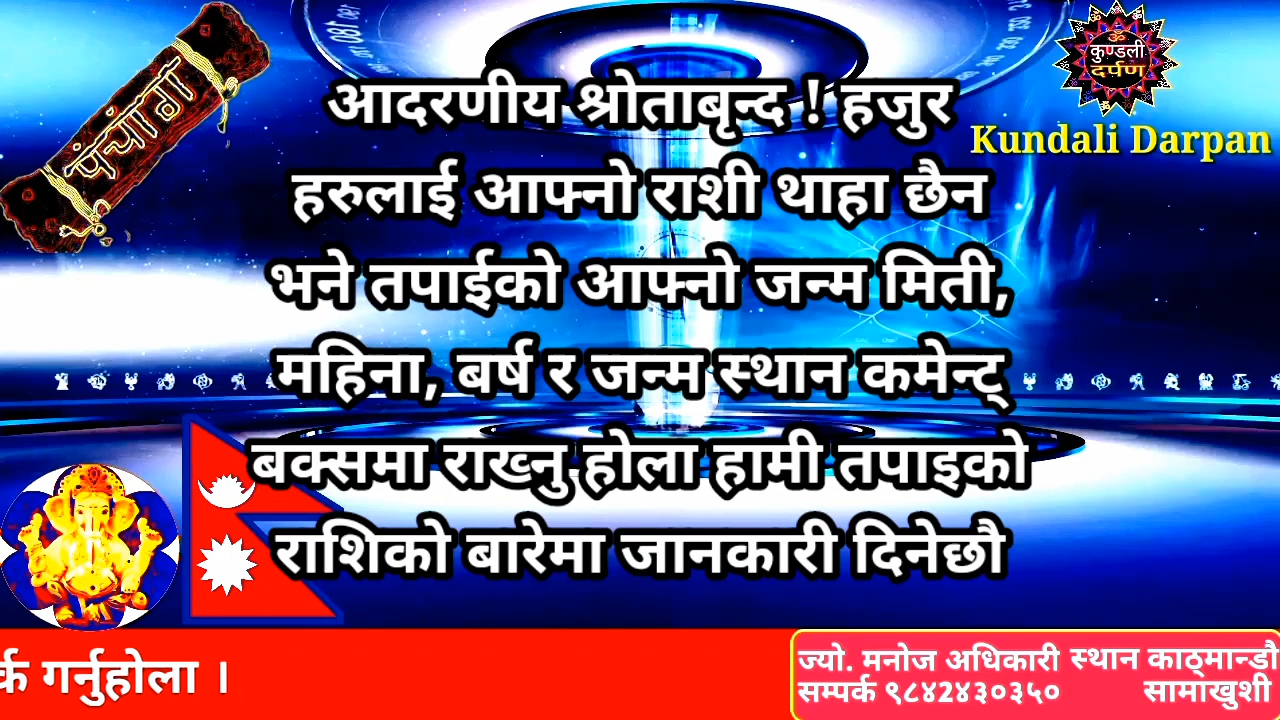 पंचांग
कुण्डली
दर्पण
Kundali Darpan
आदरणीय श्रोताबृन्द ! हजुर
हरुलाई आफ्नो राशी थाहा छैन
भने तपाईको आफ्नो जन्म मिती,
महिना, बर्ष र जन्म स्थान कमेन्ट्
बक्समा राख्नु होला हामी तपाइको
राशिको बारेमा जानकारी दिनेछौ
र्क गर्नुहोला ।
ज्यो. मनोज अधिकारी स्थान काठ्मान्डौ
सम्पर्क ९८४2४३०३५० सामाखुशी